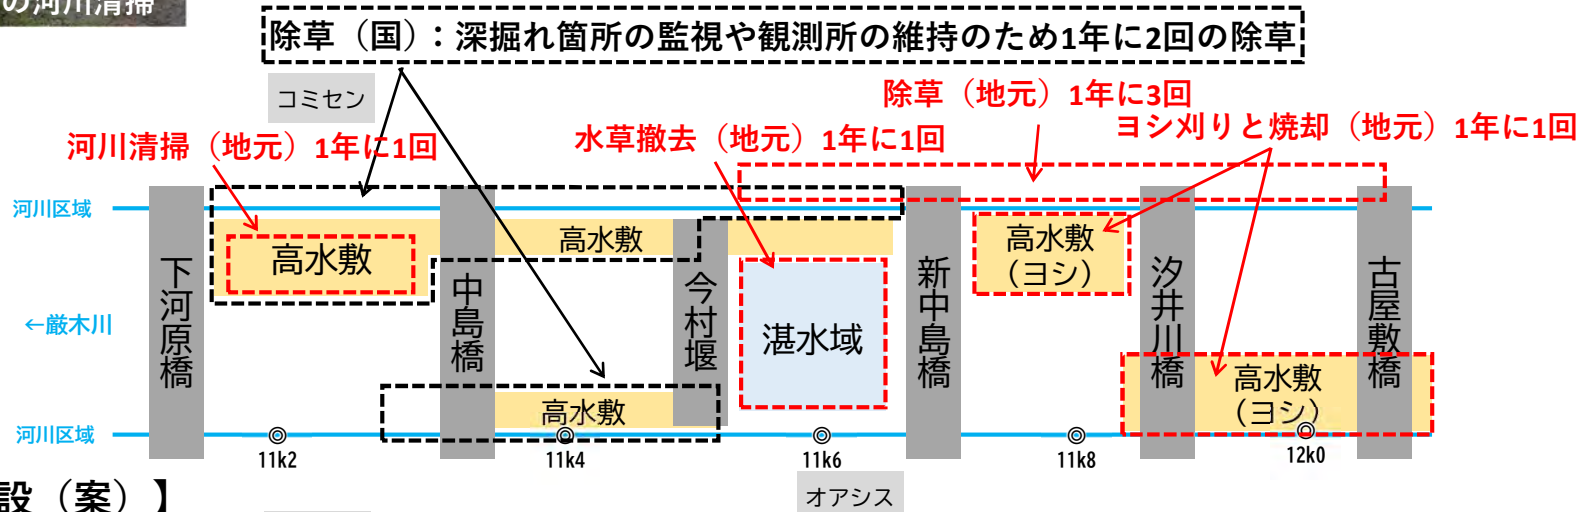 の河川清掃
除草（国）：深掘れ箇所の監視や観測所の維持のため1年に2回の除草
コミセン
除草（地元）1年に3回
河川清掃（地元）1年に1回
水草撤去（地元）1年に1回
ヨシ刈りと焼却（地元）1年に1回
河川区域
高水敷
高水敷
高水敷
（ヨシ）
下河原橋
中島橋
今村堰
湛水域
新中島橋
汐井川橋
古屋敷橋
←厳木川
高水敷
高水敷
（ヨシ）
河川区域
11k2
11k4
11k6
11k8
12k0
オアシス
設（案）】